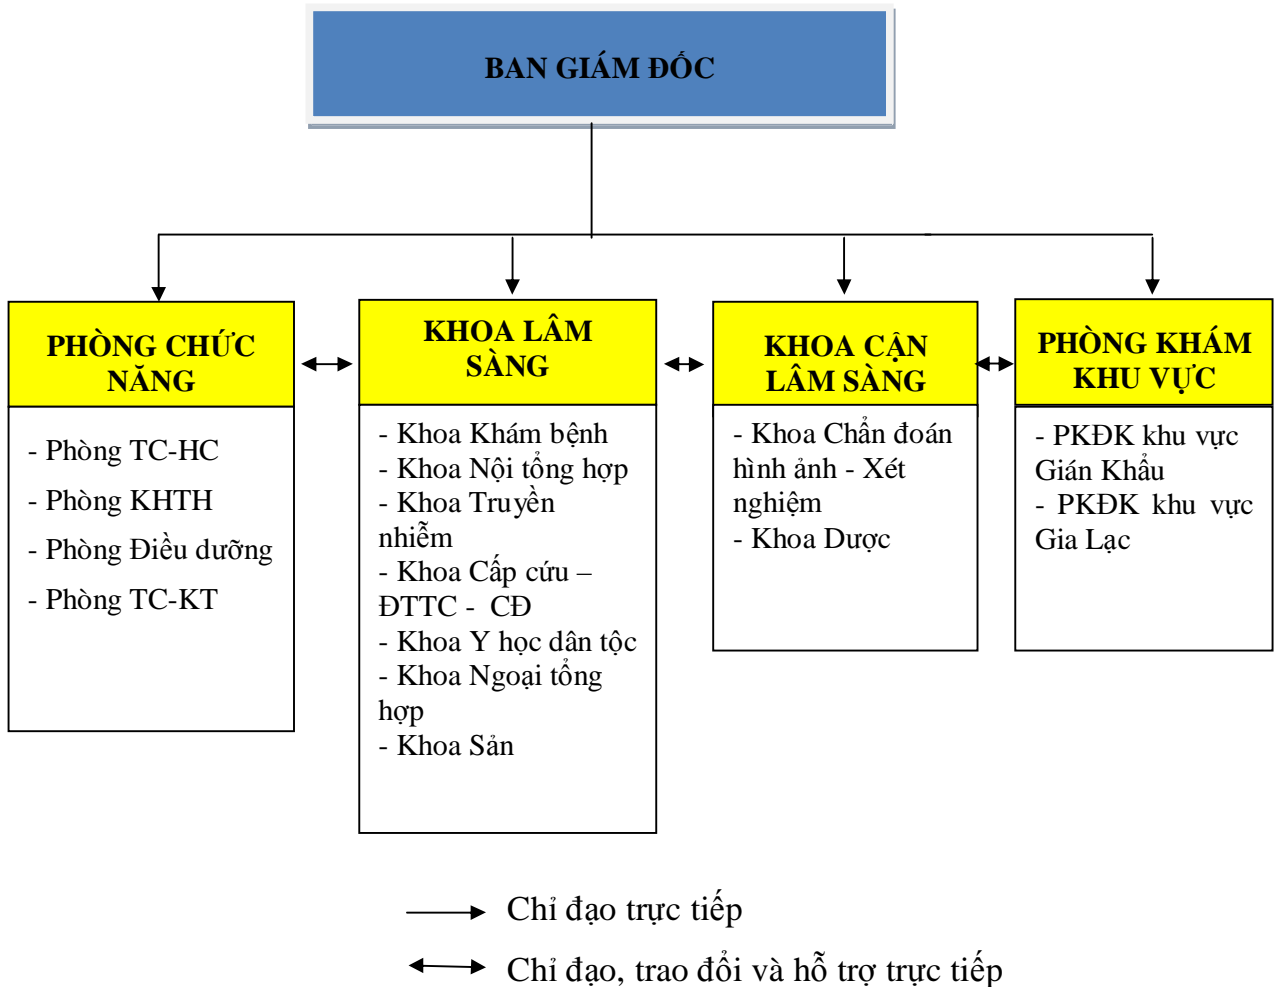 BAN GIÁM ĐỐC
PHÒNG CHỨC
NĂNG
- Phòng TC-HC
- Phòng KHTH
- Phòng Điều dưỡng
- Phòng TC-KT
KHOA LÂM
SÀNG
- Khoa Khám bệnh
- Khoa Nội tổng hợp
- Khoa Truyền
nhiễm
- Khoa Cấp cứu –
ĐTTC - CĐ
- Khoa Y học dân tộc
- Khoa Ngoại tổng
hợp
- Khoa Sản
KHOA CẬN
LÂM SÀNG
- Khoa Chẩn đoán
hình ảnh - Xét
nghiệm
- Khoa Dược
PHÒNG KHÁM
KHU VỰC
- PKĐK khu vực
Gián Khẩu
- PKĐK khu vực
Gia Lạc
Chỉ đạo trực tiếp
Chỉ đạo, trao đổi và hỗ trợ trực tiếp